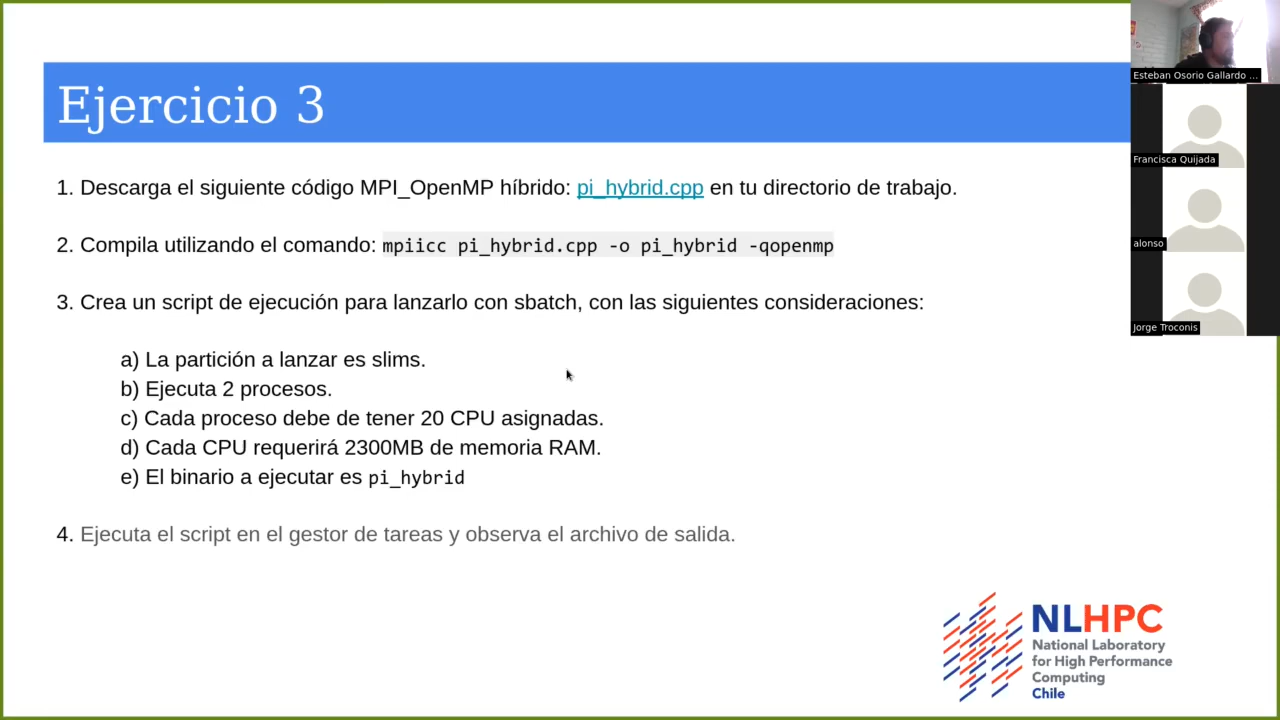 Ejercicio 3
1. Descarga el siguiente código MPI_OpenMP híbrido: pi_hybrid.cpp en tu directorio de trabajo.
2. Compila utilizando el comando: mpiicc pi_hybrid.cpp -o pi_hybrid -qopenmp
3. Crea un script de ejecución para lanzarlo con sbatch, con las siguientes consideraciones:
a) La partición a lanzar es slims.
b) Ejecuta 2 procesos.
c) Cada proceso debe de tener 20 CPU asignadas.
d) Cada CPU requerirá 2300MB de memoria RAM.
e) El binario a ejecutar es pi_hybrid
4. Ejecuta el script en el gestor de tareas y observa el archivo de salida.
NLHPC
National Laboratory
for High Performance
Computing
Chile
Esteban Osorio Gallardo ...
Francisca Quijada
alonso
Jorge Troconis